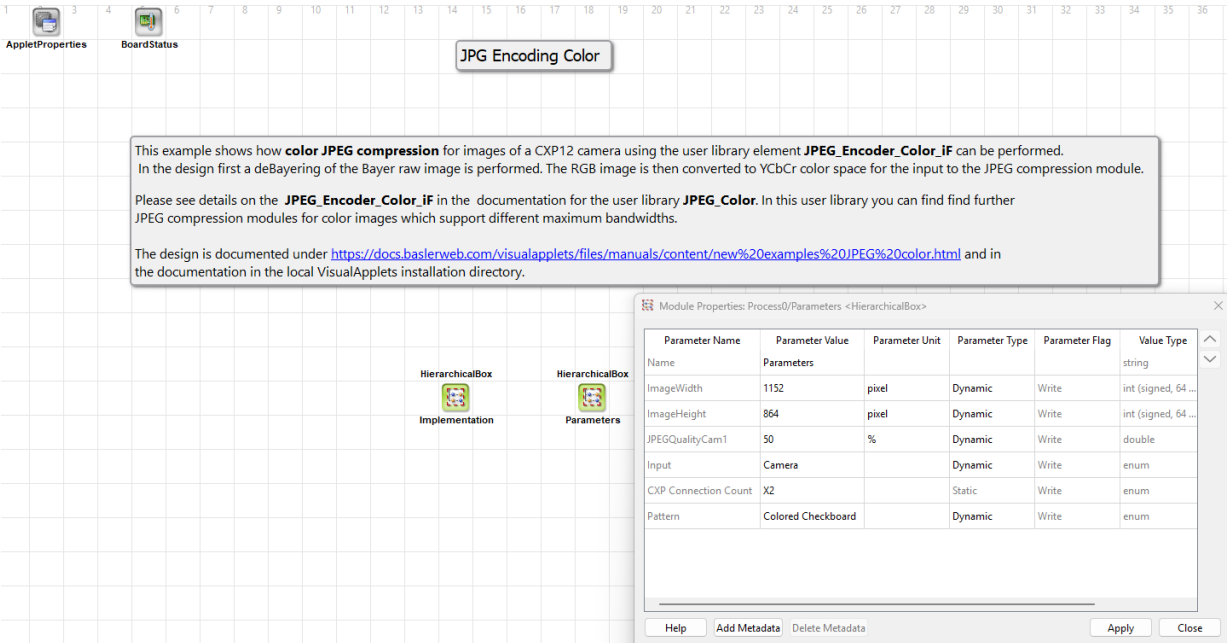 1 2 3 4 5 6 7 8 9 10 11 12 13 14 15 16 17 18 19 20 21 22 23 24 25 26 27 28 29 30 31 32 33 34 35 36
AppletProperties BoardStatus
JPG Encoding Color
This example shows how color JPEG compression for images of a CXP12 camera using the user library element JPEG_Encoder_Color_iF can be performed.
In the design first a deBayering of the Bayer raw image is performed. The RGB image is then converted to YCbCr color space for the input to the JPEG compression module.
Please see details on the JPEG_Encoder_Color_iF in the documentation for the user library JPEG_Color. In this user library you can find find further
JPEG compression modules for color images which support different maximum bandwidths.
The design is documented under https://docs.baslerweb.com/visualapplets/files/manuals/content/new%20examples%20JPEG%20color.html and in
the documentation in the local VisualApplets installation directory.
HierarchicalBox HierarchicalBox
Implementation Parameters
Module Properties: Process0/Parameters <HierarchicalBox>
Parameter Name Parameter Value Parameter Unit Parameter Type Parameter Flag Value Type
Name Parameters string
ImageWidth 1152 pixel Dynamic Write int (signed, 64 ...
ImageHeight 864 pixel Dynamic Write int (signed, 64 ...
JPEGQualityCam1 50 % Dynamic Write double
Input Camera Dynamic Write enum
CXP Connection Count X2 Static Write enum
Pattern Colored Checkboard Dynamic Write enum
Help Add Metadata Delete Metadata Apply Close